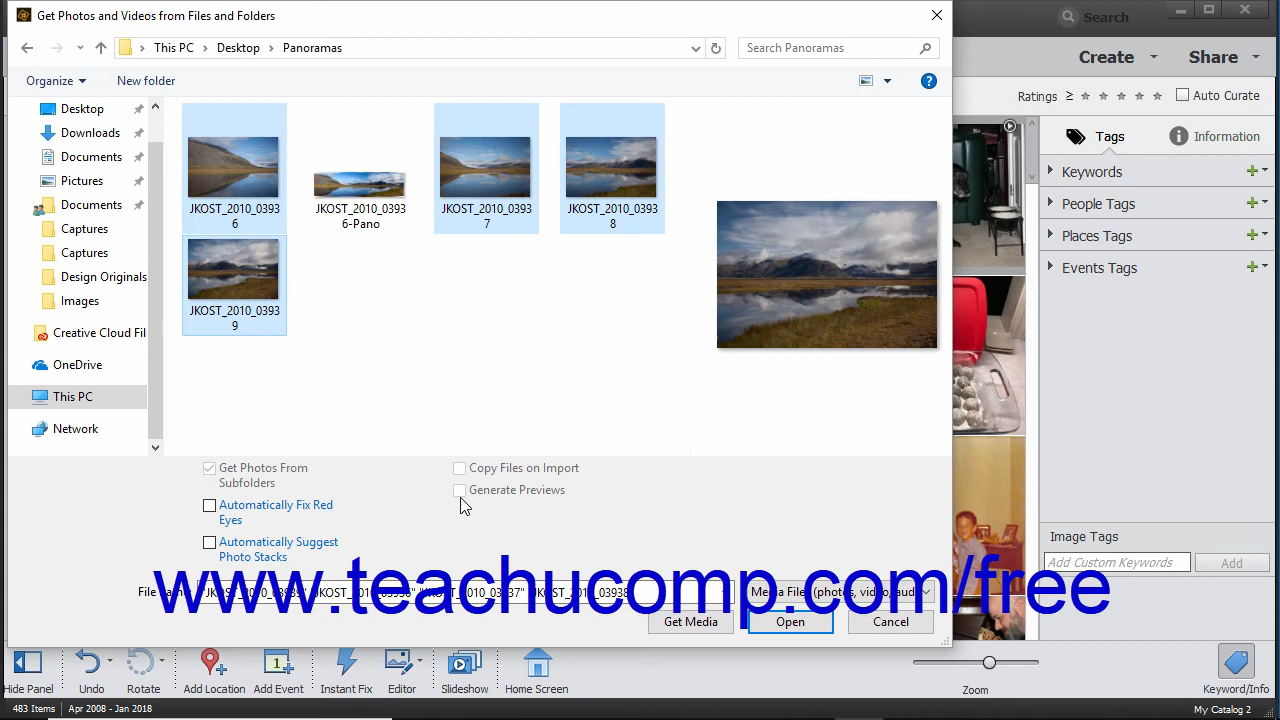 Get Photos and Videos from Files and Folders
Search
This PC > Desktop > Panoramas
Search Panoramas
Create
Share
Organize
New folder
?
Ratings ≥
Auto Curate
Desktop
Downloads
Documents
Pictures
Documents
Captures
Captures
Design Originals
Images
Creative Cloud Fil
OneDrive
This PC
Network
JKOST_2010_0393
6
JKOST_2010_0393
6-Pano
JKOST_2010_0393
7
JKOST_2010_0393
8
JKOST_2010_0393
9
Tags
Information
Keywords
People Tags
Places Tags
Events Tags
Get Photos From
Subfolders
Automatically Fix Red
Eyes
Automatically Suggest
Photo Stacks
Copy Files on Import
Generate Previews
Image Tags
Add Custom Keywords
Add
www.teachucomp.com/free
Get Media
Open
Cancel
Hide Panel
Undo
Rotate
Add Location
1
Add Event
Instant Fix
Editor
Slideshow
Home Screen
Zoom
Keyword/Info
483 Items
Apr 2008 - Jan 2018
My Catalog 2